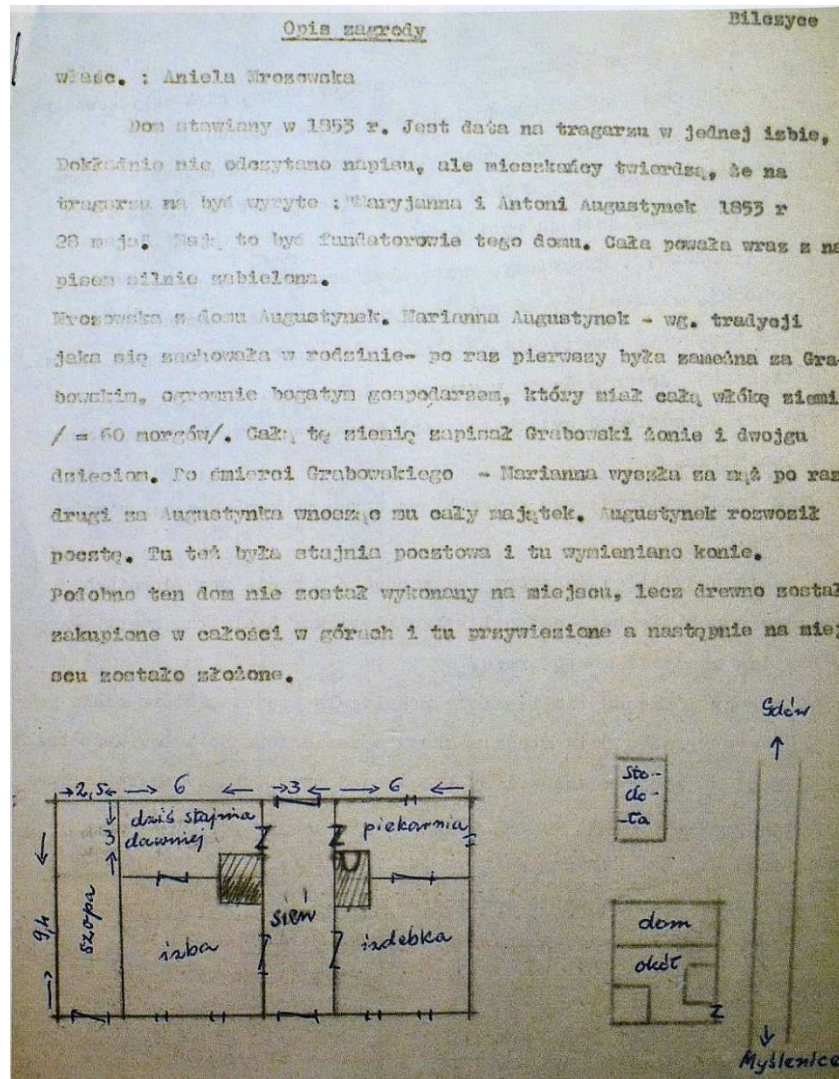 Bilczyce
Opis zagrody
właśc. : Aniela Mrozowska
Dom stawiany w 1853 r. Jest data na tragarzu w jednej izbie,
Dokładnie nie odczytano napisu, ale mieszkańcy twierdzą, że na
tragarzu ma być wyryte :"Maryjanna i Antoni Augustynek 1853 r
28 maja" Mają to być fundatorowie tego domu. Cała powała wraz z na
pisem silnie zabielona.
Mrozowska z domu Augustynek. Marianna Augustynek - wg. tradycji
jaka się zachowała w rodzinie- po raz pierwszy była zamężna za Gra-
bowskim, ogromnie bogatym gospodarzem, który miał całą włókę ziemi
/ = 60 morgów/. Całą tę ziemię zapisał Grabowski żonie i dwojgu
dzieciom. Po śmierci Grabowskiego - Marianna wyszła za mąż po raz
drugi za Augustynka wnosząc mu cały majątek. Augustynek rozwoził
pocztę. Tu też była stajnia pocztowa i tu wymieniano konie.
Podobno ten dom nie został wykonany na miejscu, lecz drewno został
zakupione w całości w górach i tu przywiezione a następnie na miej
scu zostało złożone.
Gdów
2,5 6 3 6
sto-
do-
-ła
dziś stajnia
dawniej
piekarnia
3
9,4
szopa
sień
izba
izdebka
dom
okół
Myślenice